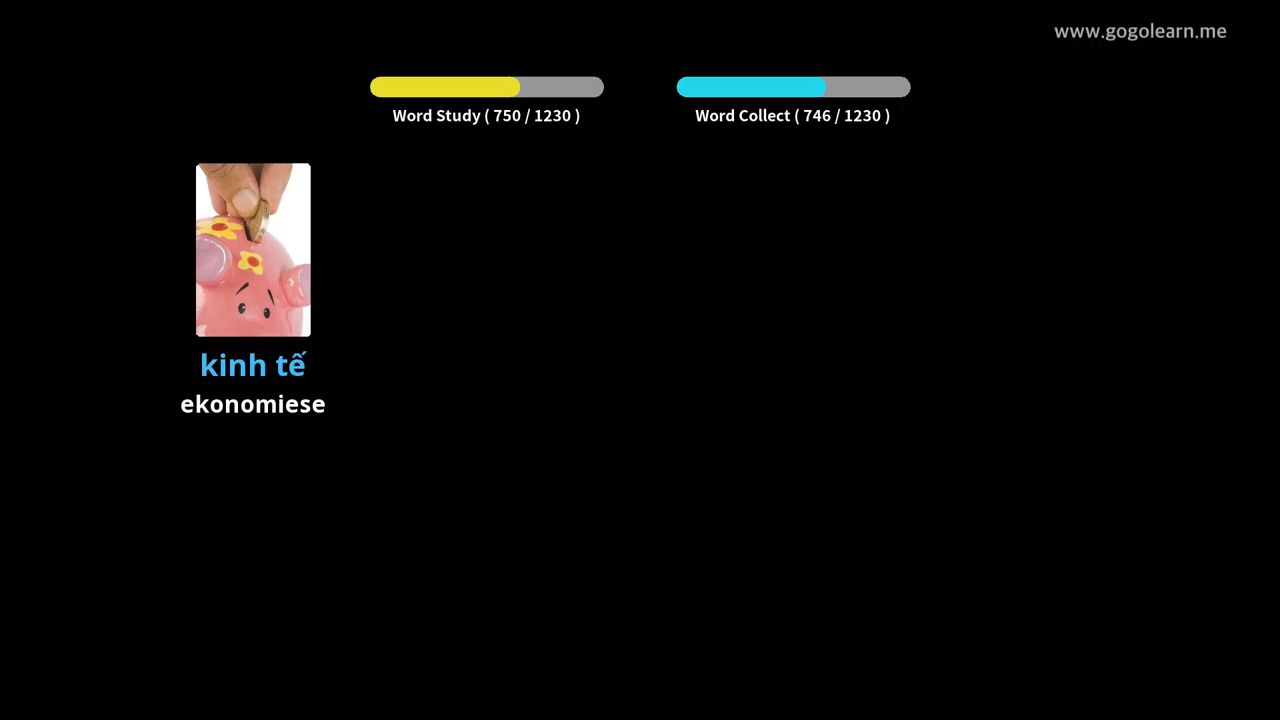 www.gogolearn.me
Word Study ( 750 / 1230 )
Word Collect ( 746 / 1230 )
kinh tế
ekonomiese